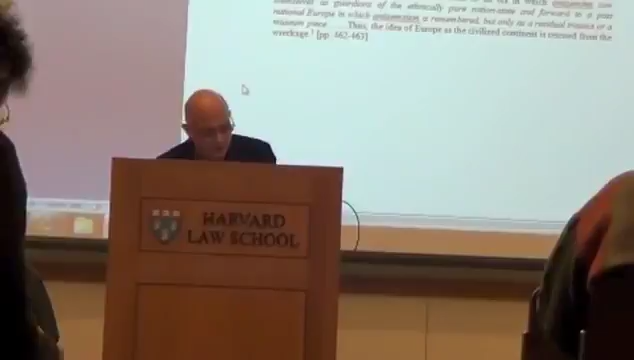 themselves as guardians of the ethnically pure nation-state and forward to a post
national Europe in which antisemitism is remembered, but only as a residual trauma or a
museum piece . . . . Thus, the idea of Europe as the civilized continent is rescued from the
wreckage.¹ [pp. 462-463]
HARVARD
LAW SCHOOL